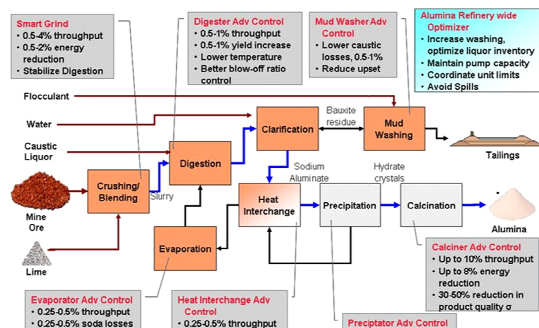 Smart Grind
• 0.5-4% throughput
• 0.5-2% energy
reduction
• Stabilize Digestion
Digester Adv Control
• 0.5-1% throughput
• 0.5-1% yield increase
• Lower temperature
• Better blow-off ratio
control
Mud Washer Adv
Control
• Lower caustic
losses, 0.5-1%
• Reduce upset
Alumina Refinery wide
Optimizer
• Increase washing,
optimize liquor inventory
• Maintain pump capacity
• Coordinate unit limits
• Avoid Spills
Flocculant
Water
Caustic
Liquor
Mine
Ore
Lime
Crushing/
Blending
Slurry
Digestion
Clarification
Bauxite
residue
Mud
Washing
Tailings
Evaporation
Heat
Interchange
Sodium
Aluminate
Precipitation
Hydrate
crystals
Calcination
Alumina
Evaporator Adv Control
• 0.25-0.5% throughput
• 0.25-0.5% soda losses
Heat Interchange Adv
Control
• 0.25-0.5% throughput
Preciptator Adv Control
Calciner Adv Control
• Up to 10% throughput
• Up to 8% energy
reduction
• 30-50% reduction in
product quality σ